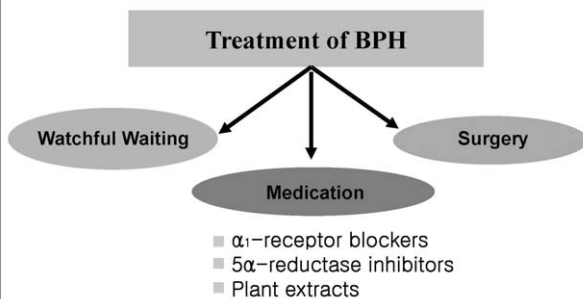 Treatment of BPH
Watchful Waiting
Surgery
Medication
α₁-receptor blockers
5α-reductase inhibitors
Plant extracts